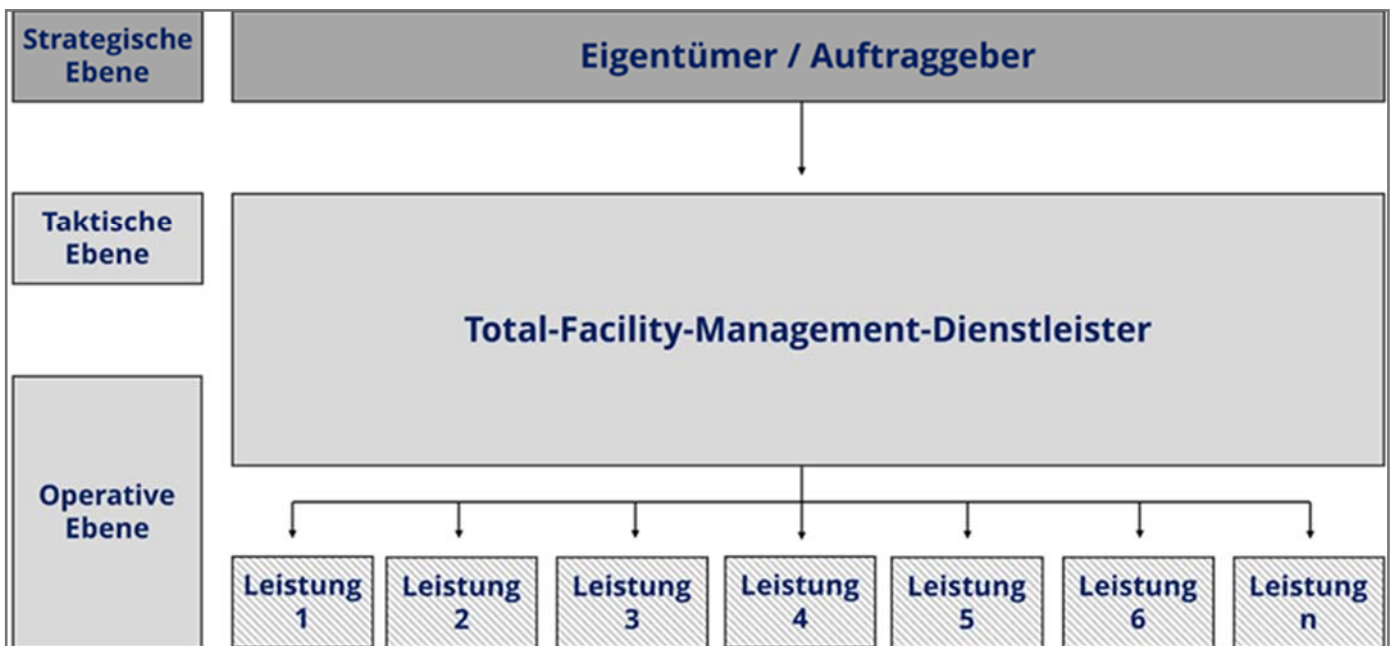 Strategische
Ebene
Eigentümer / Auftraggeber
Taktische
Ebene
Total-Facility-Management-Dienstleister
Operative
Ebene
Leistung
1
Leistung
2
Leistung
3
Leistung
4
Leistung
5
Leistung
6
Leistung
n